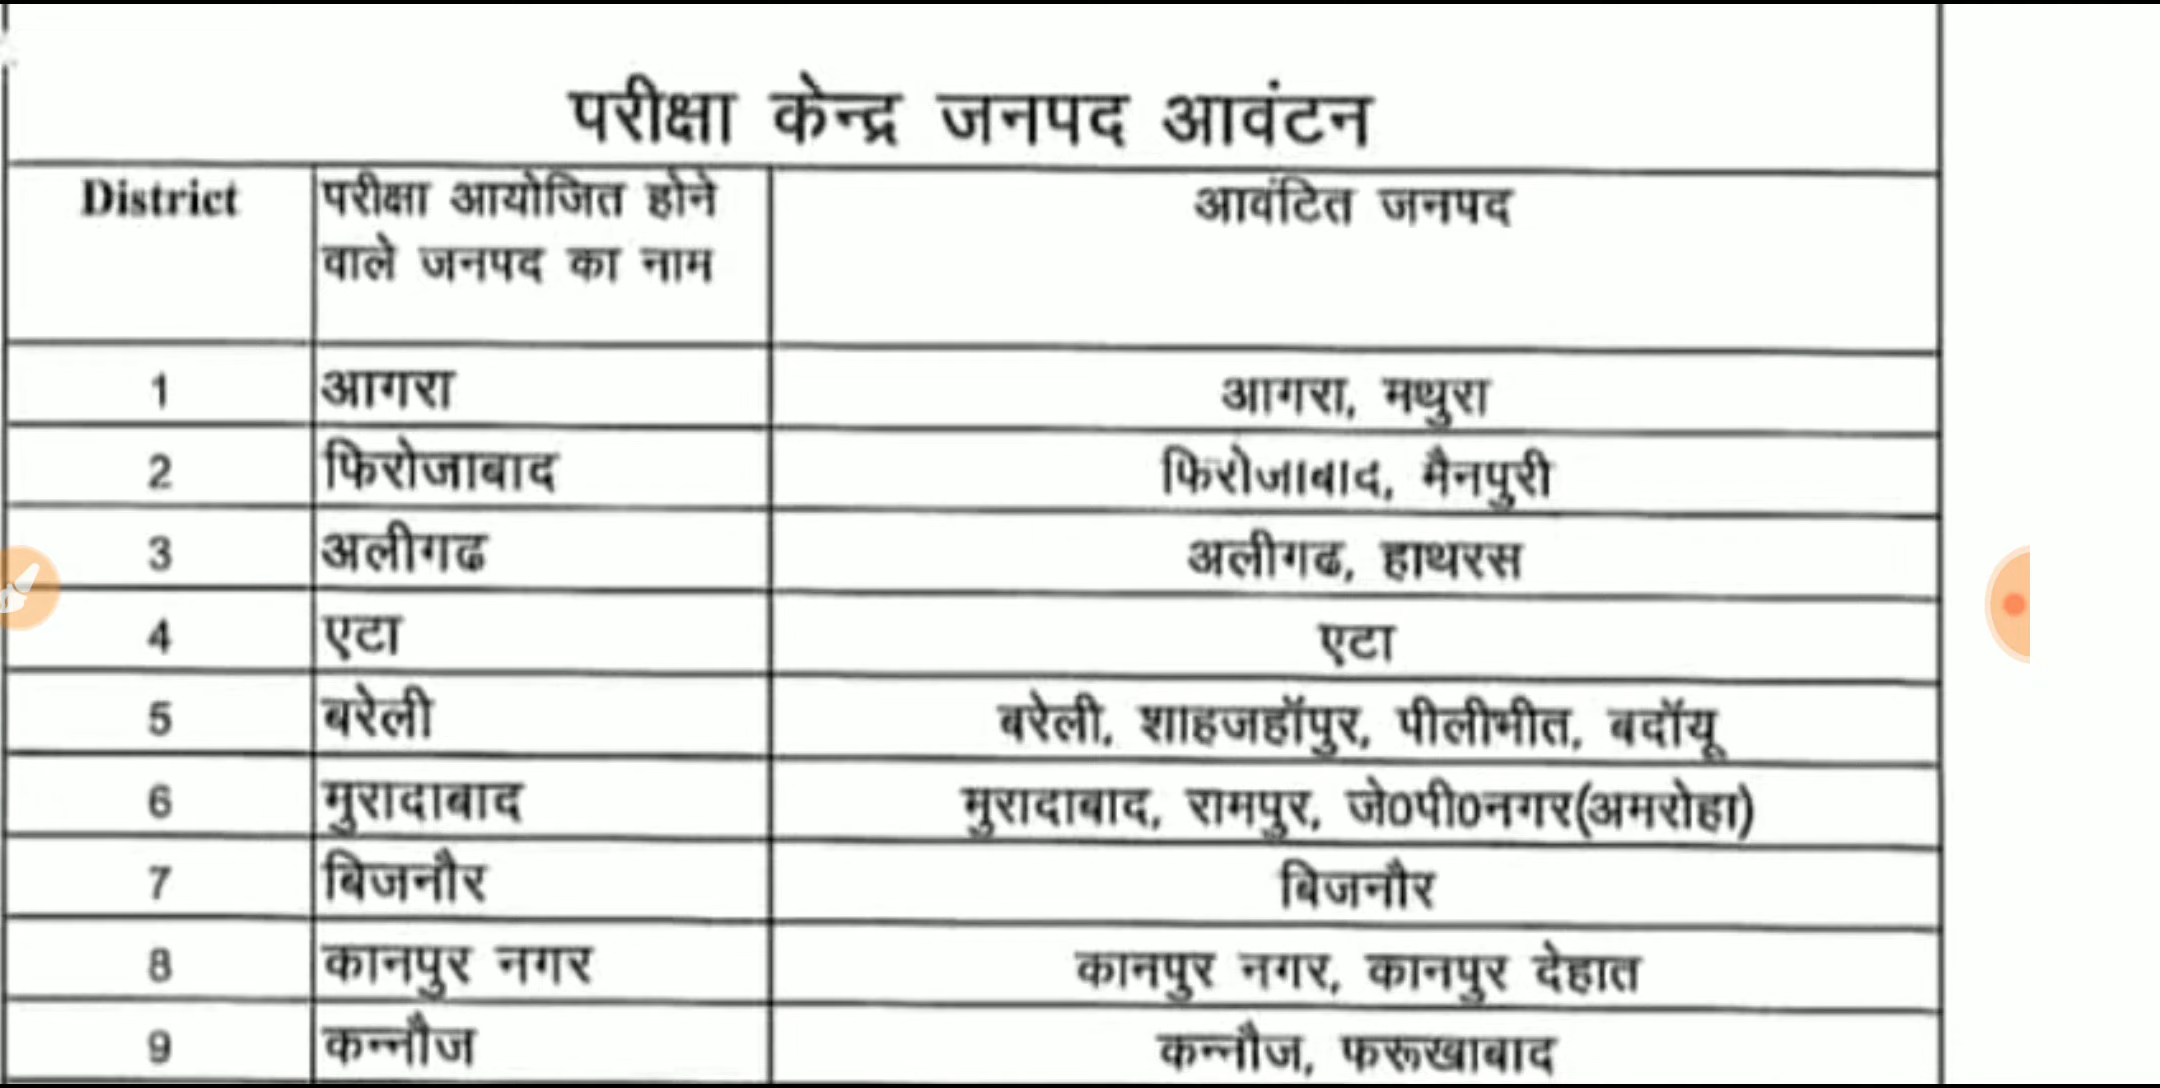 परीक्षा केन्द्र जनपद आवंटन
District परीक्षा आयोजित होने वाले जनपद का नाम आवंटित जनपद
1 आगरा आगरा, मथुरा
2 फिरोजाबाद फिरोजाबाद, मैनपुरी
3 अलीगढ अलीगढ, हाथरस
4 एटा एटा
5 बरेली बरेली, शाहजहॉपुर, पीलीभीत, बदॉयू
6 मुरादाबाद मुरादाबाद, रामपुर, जे0पी0नगर(अमरोहा)
7 बिजनौर बिजनौर
8 कानपुर नगर कानपुर नगर, कानपुर देहात
9 कन्नौज कन्नौज, फरूखाबाद